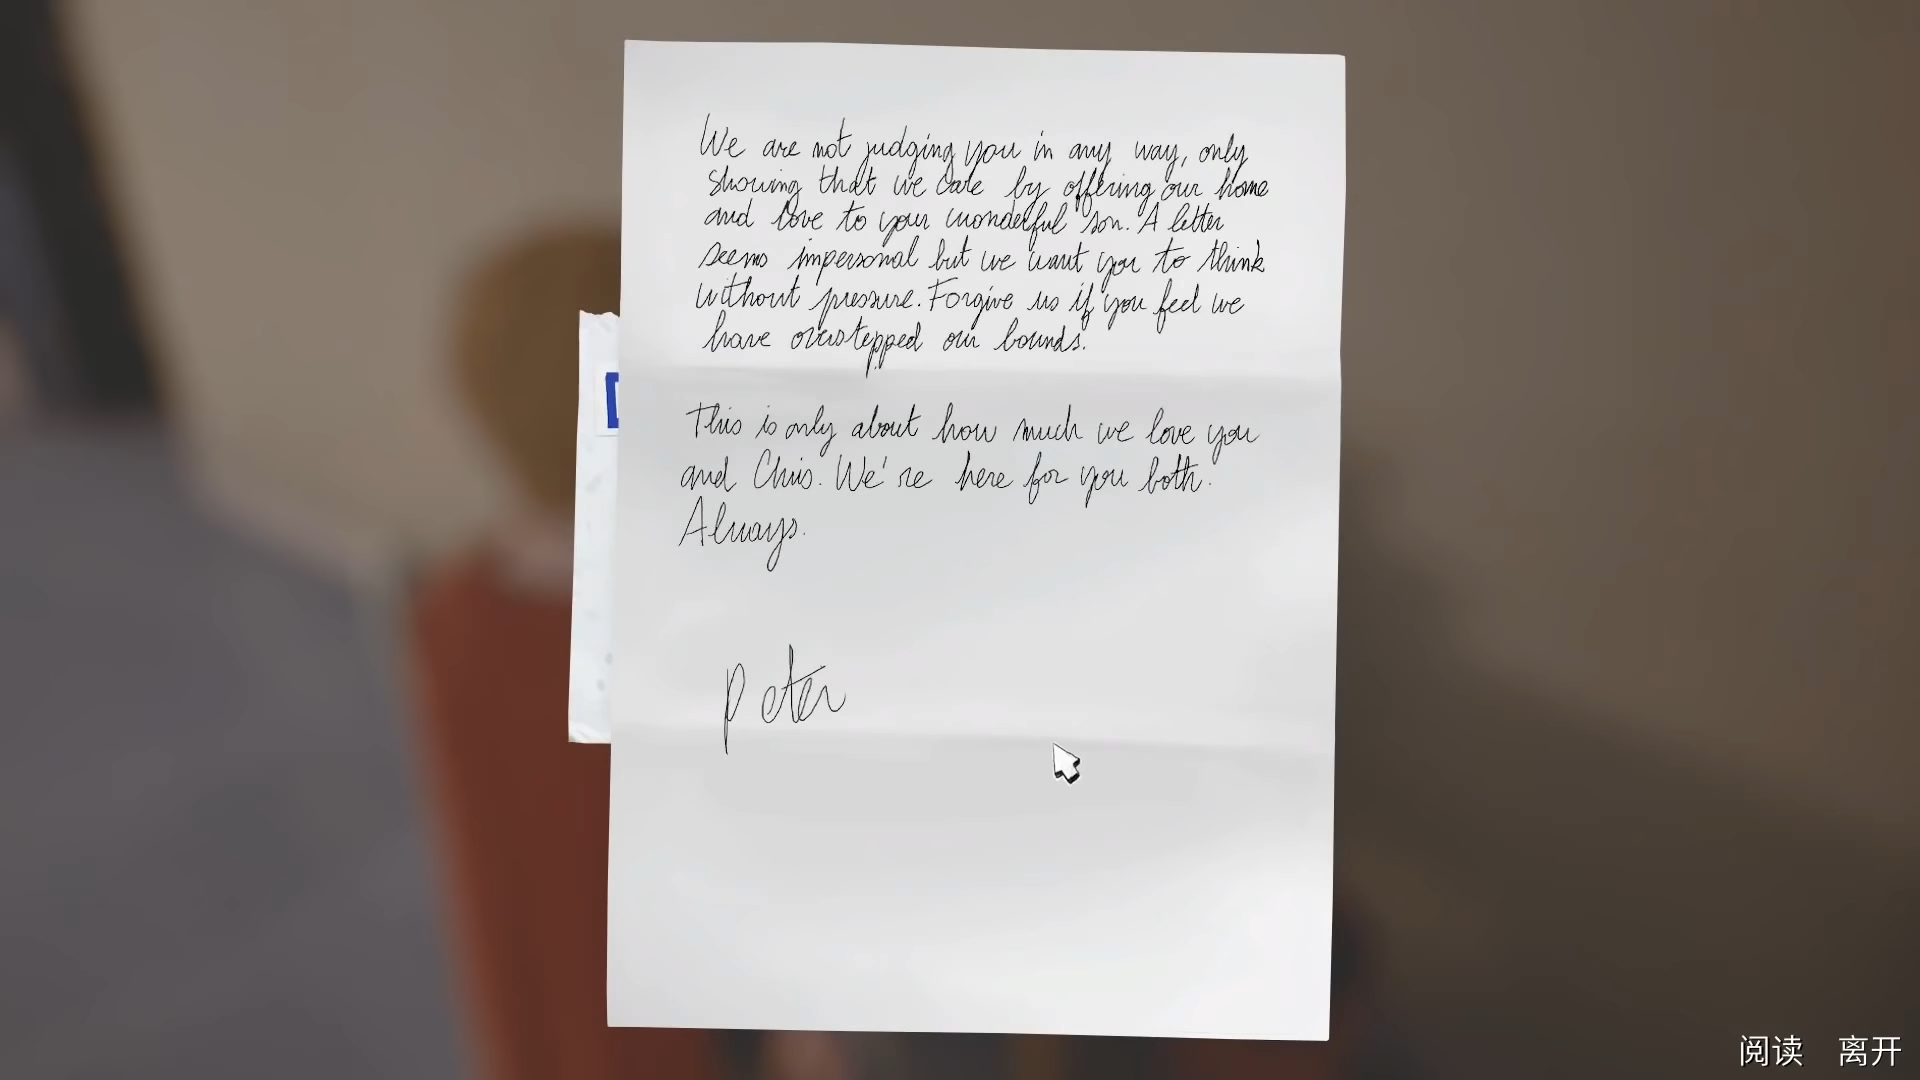 We are not judging you in any way, only
showing that we care by offering our home
and love to your wonderful son. A letter
seems impersonal but we want you to think
without pressure. Forgive us if you feel we
have overstepped our bounds.
This is only about how much we love you
and Chris. We're here for you both.
Always.
Peter
阅读 离开